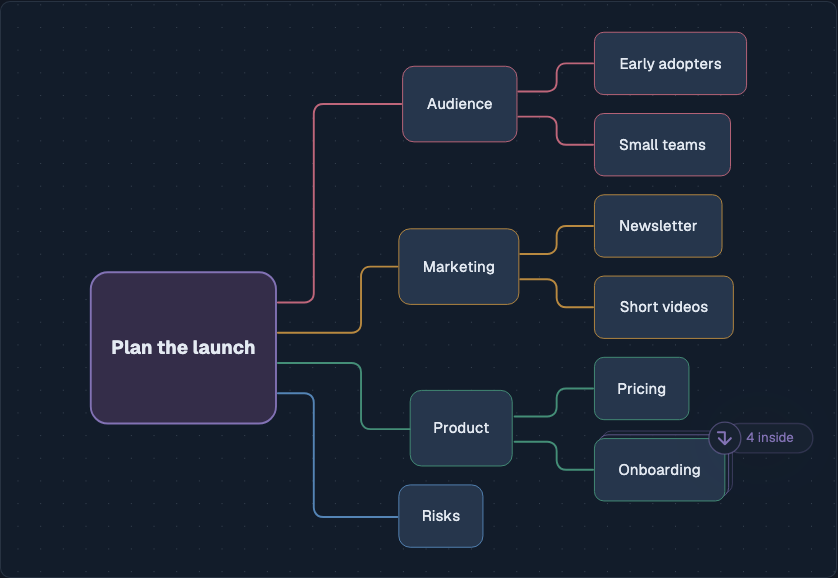 Plan the launch
Audience
Early adopters
Small teams
Marketing
Newsletter
Short videos
Product
Pricing
Onboarding
4 inside
Risks